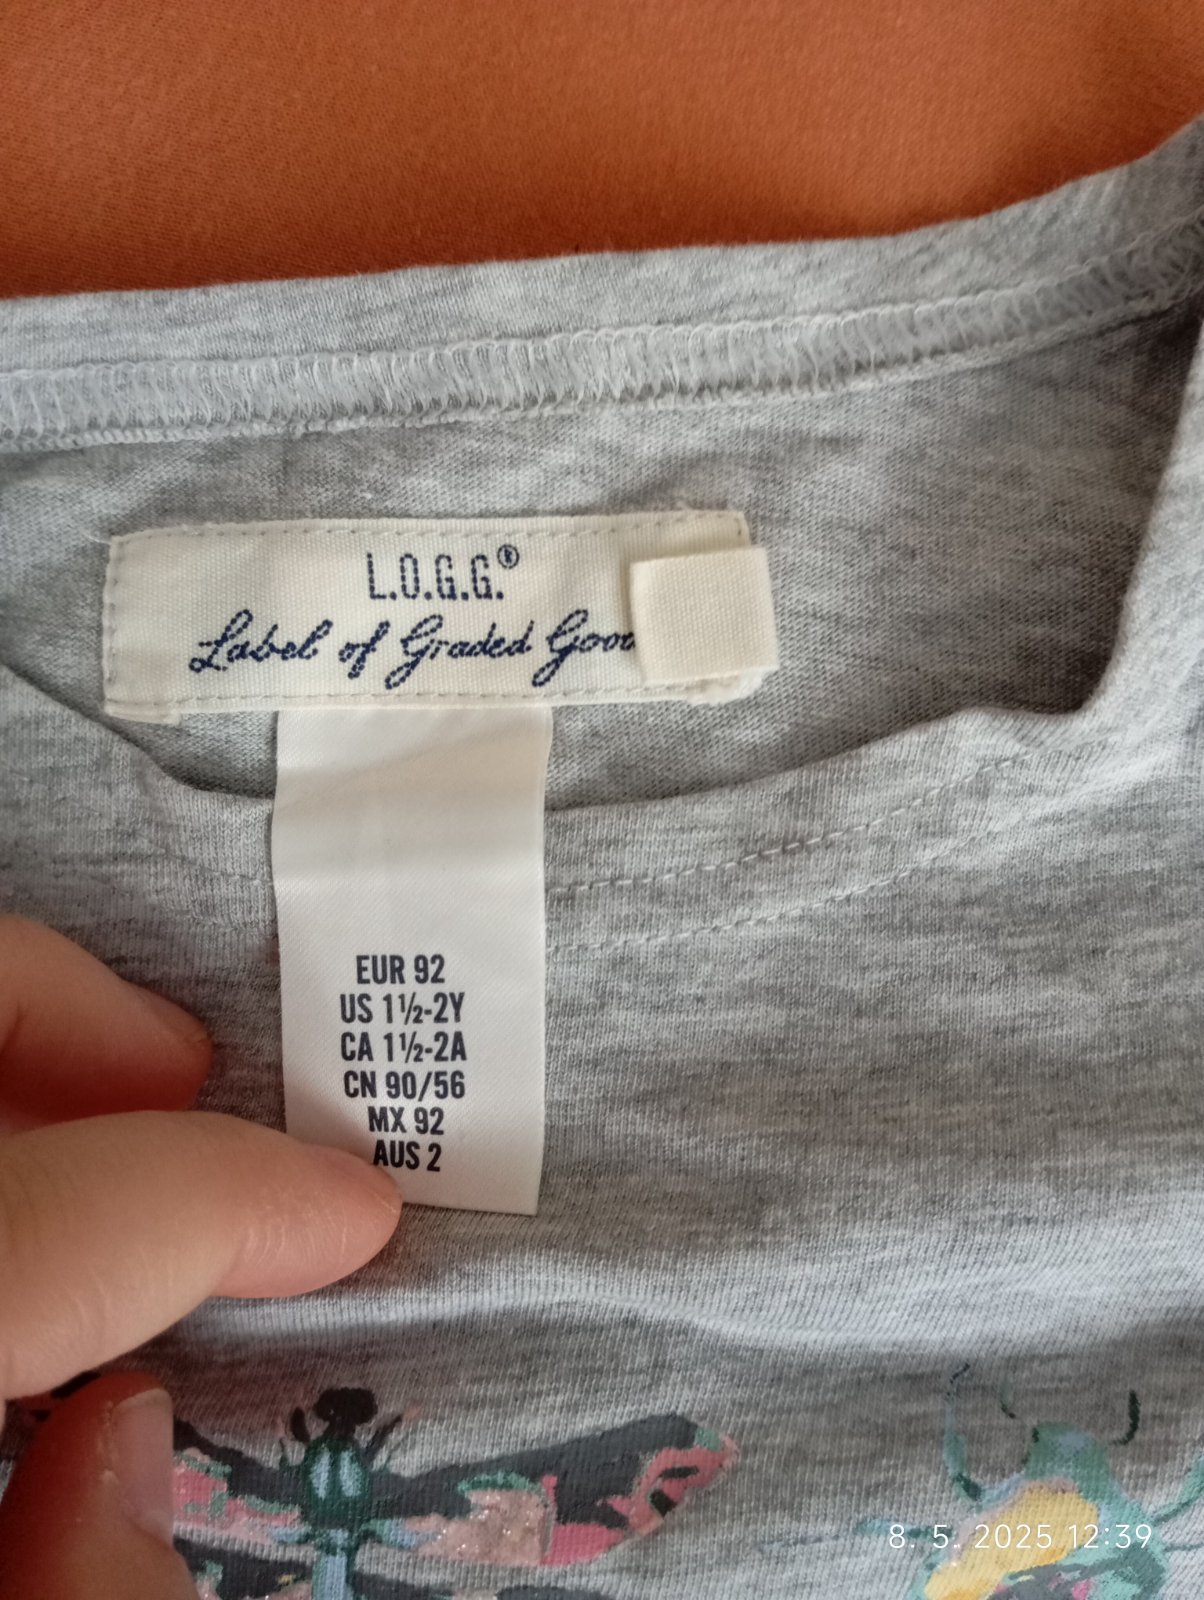 L.O.G.G.®
Label of Graded
EUR 92
US 1½-2Y
CA 1½-2A
CN 90/56
MX 92
AUS 2
8. 5. 2025 12:39